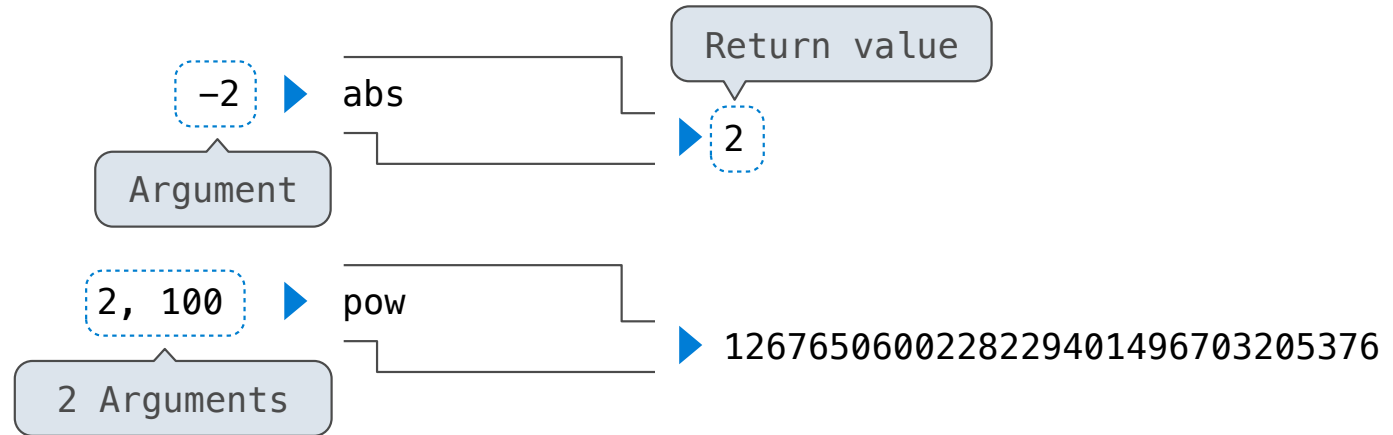 Return value
−2 abs
2
Argument
2, 100 pow
1267650600228229401496703205376
2 Arguments